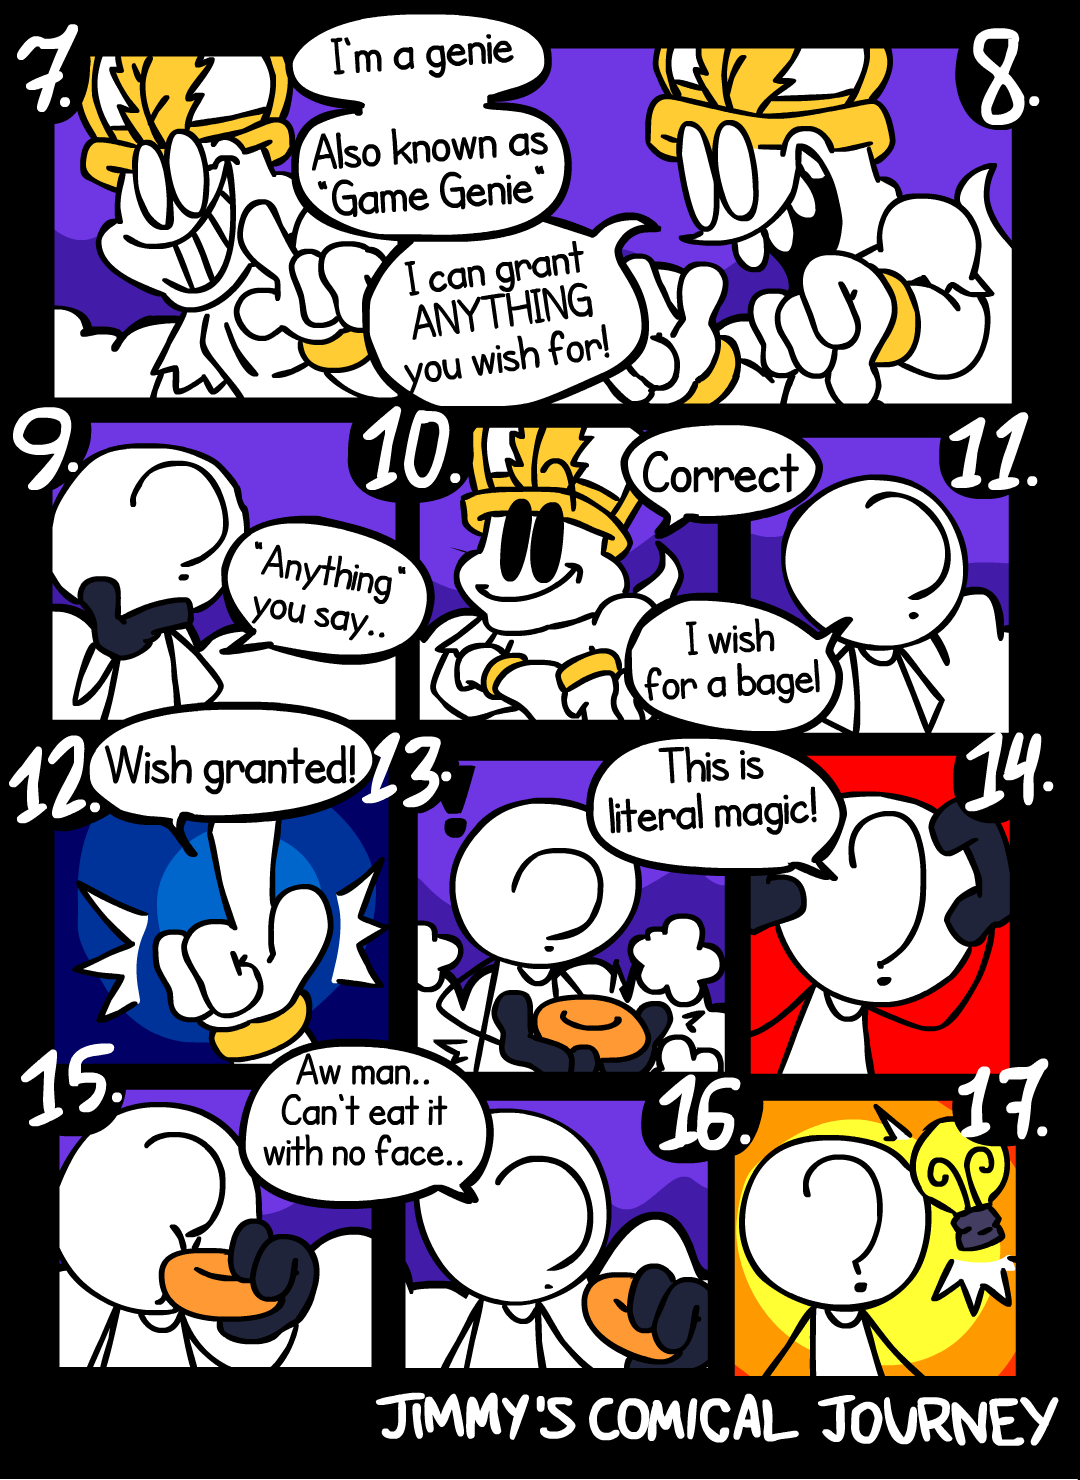 7.
I'm a genie
Also known as
"Game Genie"
I can grant
ANYTHING
you wish for!
8.
9.
"Anything"
you say..
10.
Correct
11.
I wish
for a bagel
12.
Wish granted!
13.
!
This is
literal magic!
14.
15.
Aw man..
Can't eat it
with no face..
16.
17.
JIMMY'S COMICAL JOURNEY